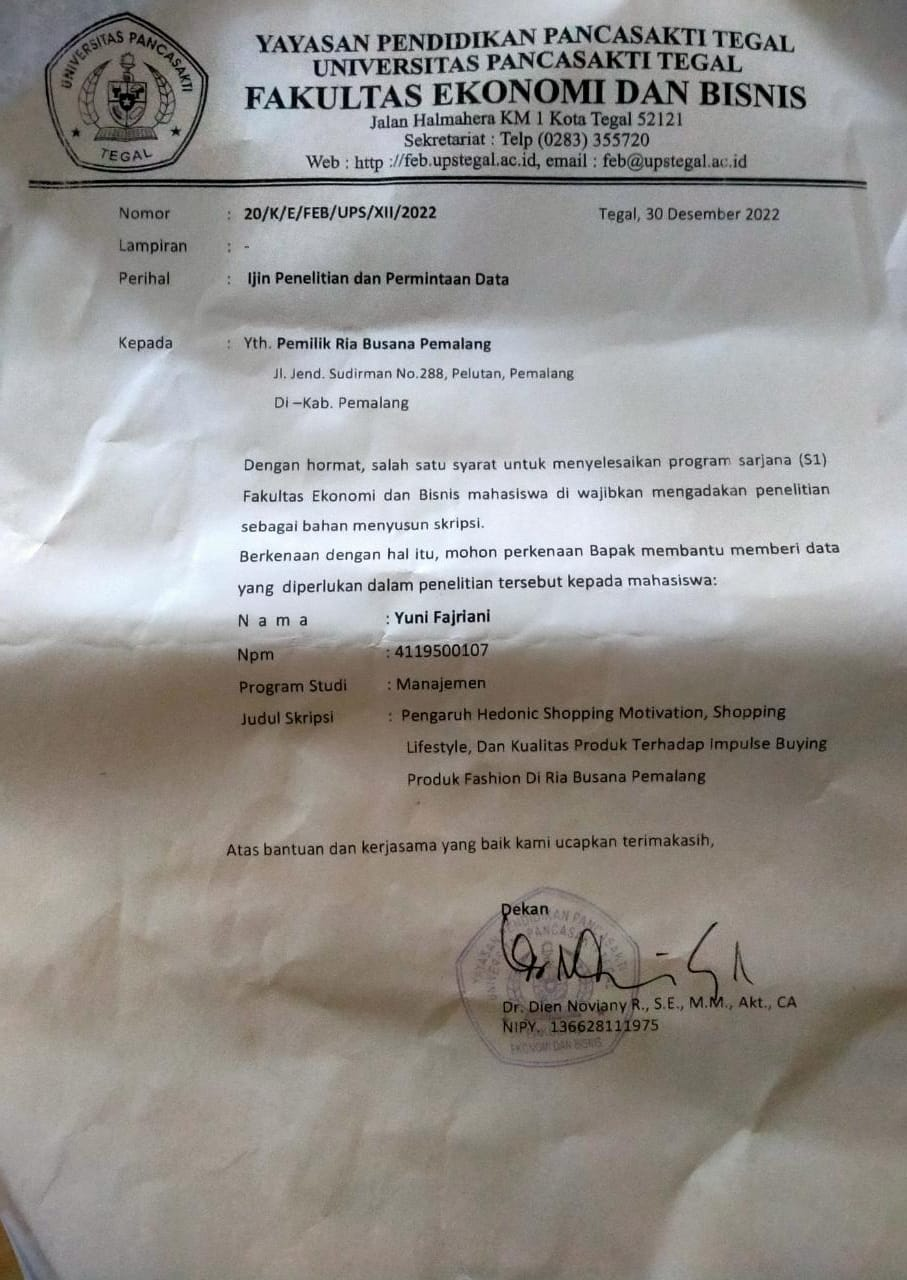 UNIVERSITAS PANCASAKTI
TEGAL
YAYASAN PENDIDIKAN PANCASAKTI TEGAL
UNIVERSITAS PANCASAKTI TEGAL
FAKULTAS EKONOMI DAN BISNIS
Jalan Halmahera KM 1 Kota Tegal 52121
Sekretariat : Telp (0283) 355720
Web : http ://feb.upstegal.ac.id, email : feb@upstegal.ac.id
Nomor : 20/K/E/FEB/UPS/XII/2022 Tegal, 30 Desember 2022
Lampiran : -
Perihal : Ijin Penelitian dan Permintaan Data
Kepada : Yth. Pemilik Ria Busana Pemalang
Jl. Jend. Sudirman No.288, Pelutan, Pemalang
Di –Kab. Pemalang
Dengan hormat, salah satu syarat untuk menyelesaikan program sarjana (S1)
Fakultas Ekonomi dan Bisnis mahasiswa di wajibkan mengadakan penelitian
sebagai bahan menyusun skripsi.
Berkenaan dengan hal itu, mohon perkenaan Bapak membantu memberi data
yang diperlukan dalam penelitian tersebut kepada mahasiswa:
N a m a : Yuni Fajriani
Npm : 4119500107
Program Studi : Manajemen
Judul Skripsi : Pengaruh Hedonic Shopping Motivation, Shopping
Lifestyle, Dan Kualitas Produk Terhadap Impulse Buying
Produk Fashion Di Ria Busana Pemalang
Atas bantuan dan kerjasama yang baik kami ucapkan terimakasih,
Dekan
Dr. Dien Noviany R., S.E., M.M., Akt., CA
NIPY. 136628111975
EKONOMI DAN BISNIS